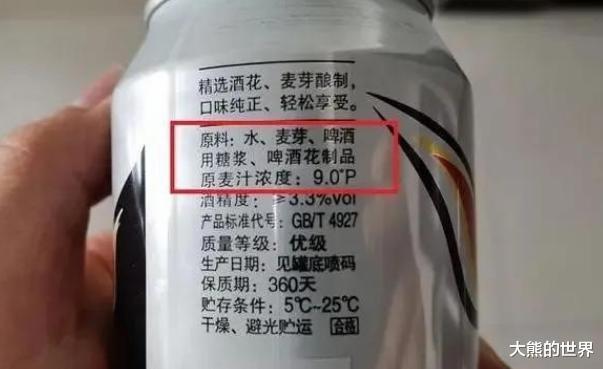 精选酒花、麦芽酿制，
口味纯正、轻松享受。
原料：水、麦芽、啤酒
用糖浆、啤酒花制品
原麦汁浓度：9.0°P
酒精度：≥3.3%vol
产品标准代号：GB/T 4927
质量等级：优级
生产日期：见罐底喷码
保质期：360天
贮存条件：5℃~25℃
干燥、避光贮运 合格
大熊的世界